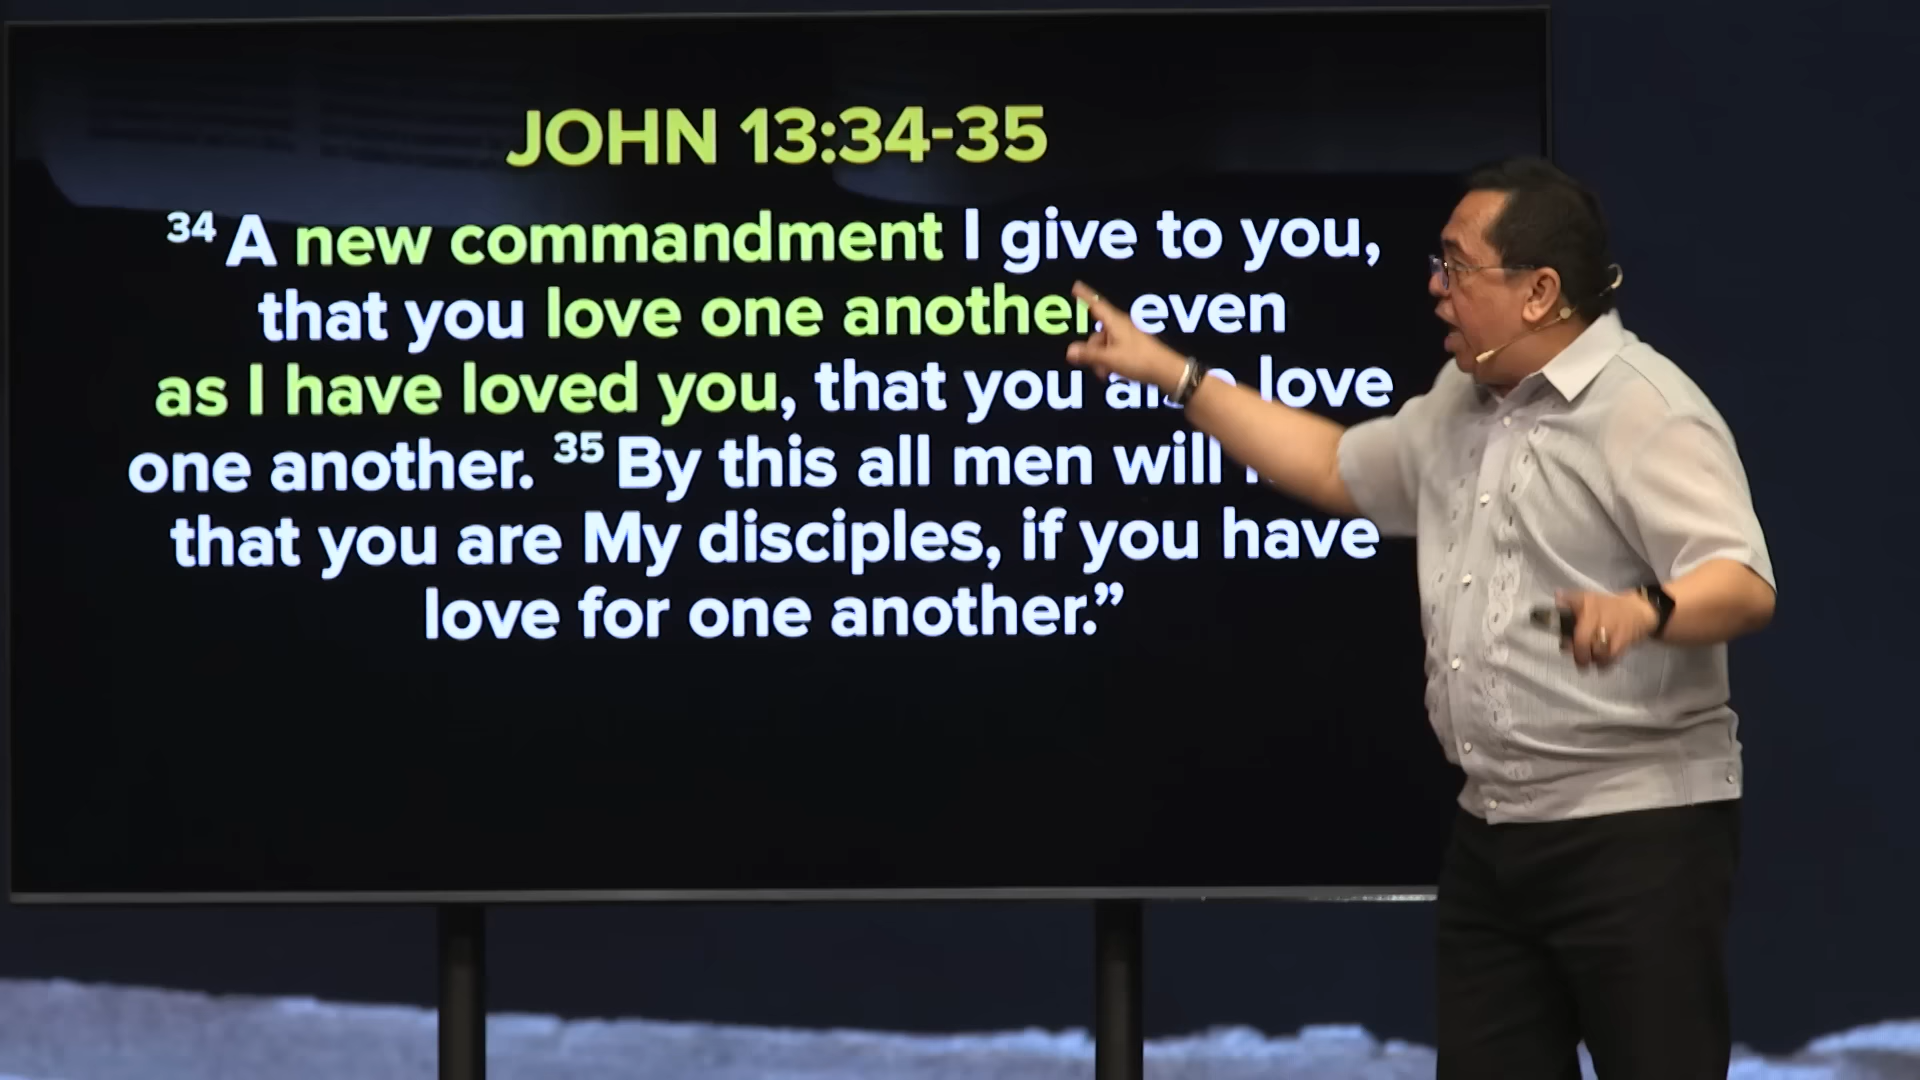 JOHN 13:34-35
34 A new commandment I give to you,
that you love one another, even
as I have loved you, that you also love
one another. 35 By this all men will
that you are My disciples, if you have
love for one another.”